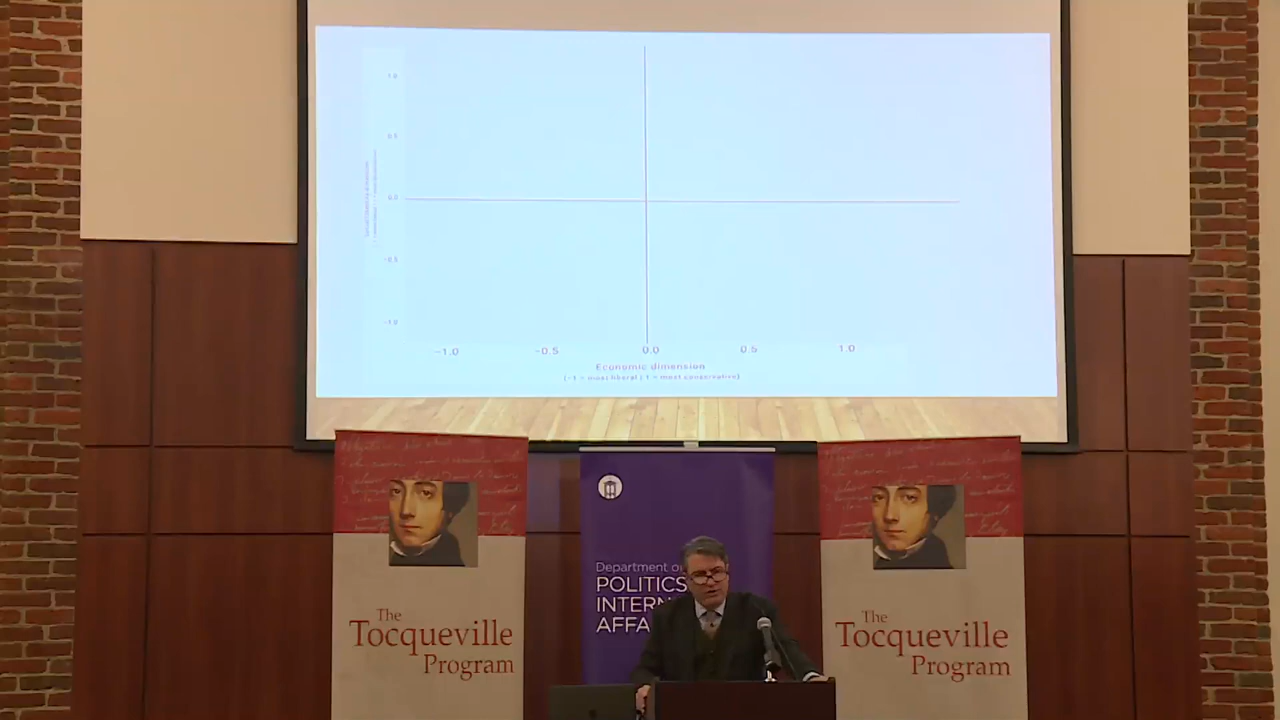 1.0
0.5
0.0
-0.5
-1.0
-1.0 -0.5 0.0 0.5 1.0
Economic dimension
(-1 = most liberal | 1 = most conservative)
The
Tocqueville
Program
Department o
POLITICS
INTERN
AFFA
The
Tocqueville
Program